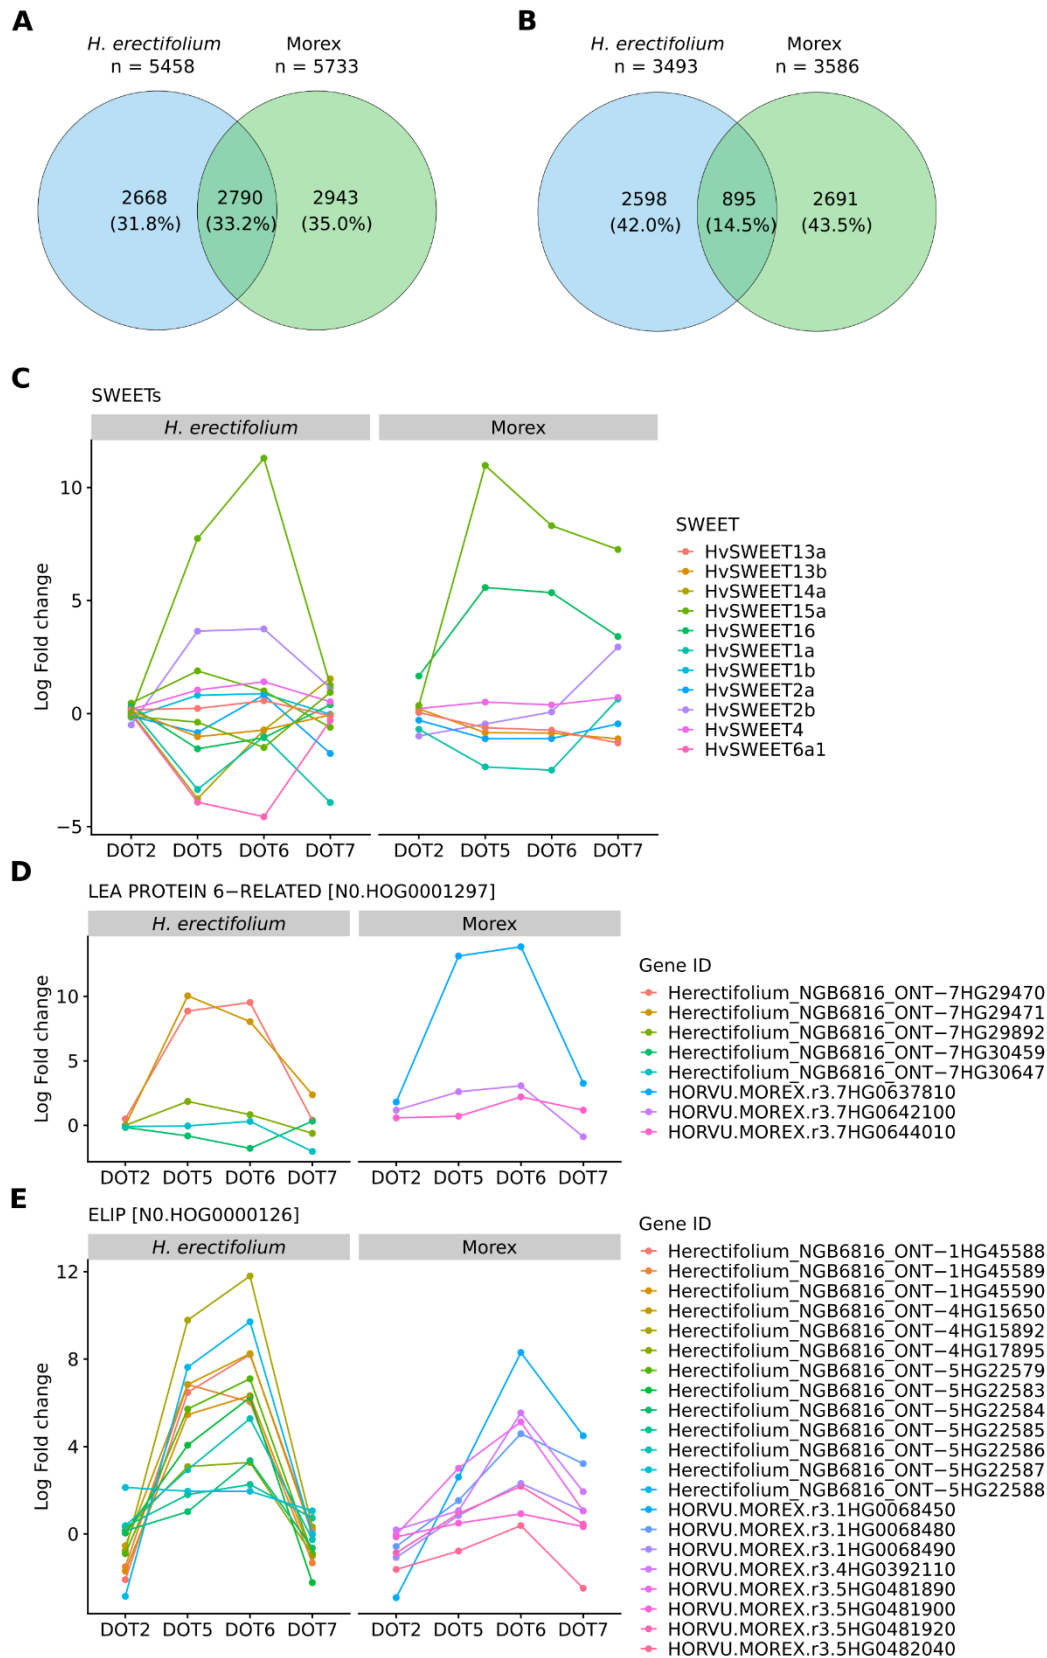 A
H. erectifolium
n = 5458
Morex
n = 5733
2668
(31.8%)
2790
(33.2%)
2943
(35.0%)
B
H. erectifolium
n = 3493
Morex
n = 3586
2598
(42.0%)
895
(14.5%)
2691
(43.5%)
C
SWEETs
H. erectifolium
Morex
Log Fold change
10
5
0
−5
DOT2 DOT5 DOT6 DOT7
DOT2 DOT5 DOT6 DOT7
SWEET
HvSWEET13a
HvSWEET13b
HvSWEET14a
HvSWEET15a
HvSWEET16
HvSWEET1a
HvSWEET1b
HvSWEET2a
HvSWEET2b
HvSWEET4
HvSWEET6a1
D
LEA PROTEIN 6−RELATED [N0.HOG0001297]
H. erectifolium
Morex
Log Fold change
10
5
0
DOT2 DOT5 DOT6 DOT7
DOT2 DOT5 DOT6 DOT7
Gene ID
Herectifolium_NGB6816_ONT−7HG29470
Herectifolium_NGB6816_ONT−7HG29471
Herectifolium_NGB6816_ONT−7HG29892
Herectifolium_NGB6816_ONT−7HG30459
Herectifolium_NGB6816_ONT−7HG30647
HORVU.MOREX.r3.7HG0637810
HORVU.MOREX.r3.7HG0642100
HORVU.MOREX.r3.7HG0644010
E
ELIP [N0.HOG0000126]
H. erectifolium
Morex
Log Fold change
12
8
4
0
DOT2 DOT5 DOT6 DOT7
DOT2 DOT5 DOT6 DOT7
Gene ID
Herectifolium_NGB6816_ONT−1HG45588
Herectifolium_NGB6816_ONT−1HG45589
Herectifolium_NGB6816_ONT−1HG45590
Herectifolium_NGB6816_ONT−4HG15650
Herectifolium_NGB6816_ONT−4HG15892
Herectifolium_NGB6816_ONT−4HG17895
Herectifolium_NGB6816_ONT−5HG22579
Herectifolium_NGB6816_ONT−5HG22583
Herectifolium_NGB6816_ONT−5HG22584
Herectifolium_NGB6816_ONT−5HG22585
Herectifolium_NGB6816_ONT−5HG22586
Herectifolium_NGB6816_ONT−5HG22587
Herectifolium_NGB6816_ONT−5HG22588
HORVU.MOREX.r3.1HG0068450
HORVU.MOREX.r3.1HG0068480
HORVU.MOREX.r3.1HG0068490
HORVU.MOREX.r3.4HG0392110
HORVU.MOREX.r3.5HG0481890
HORVU.MOREX.r3.5HG0481900
HORVU.MOREX.r3.5HG0481920
HORVU.MOREX.r3.5HG0482040